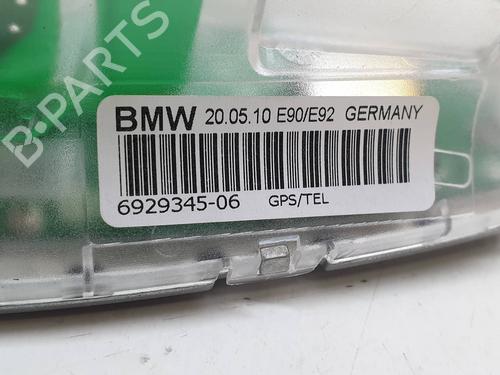 B-PARTS
BMW 20.05.10 E90/E92 GERMANY
6929345-06 GPS/TEL